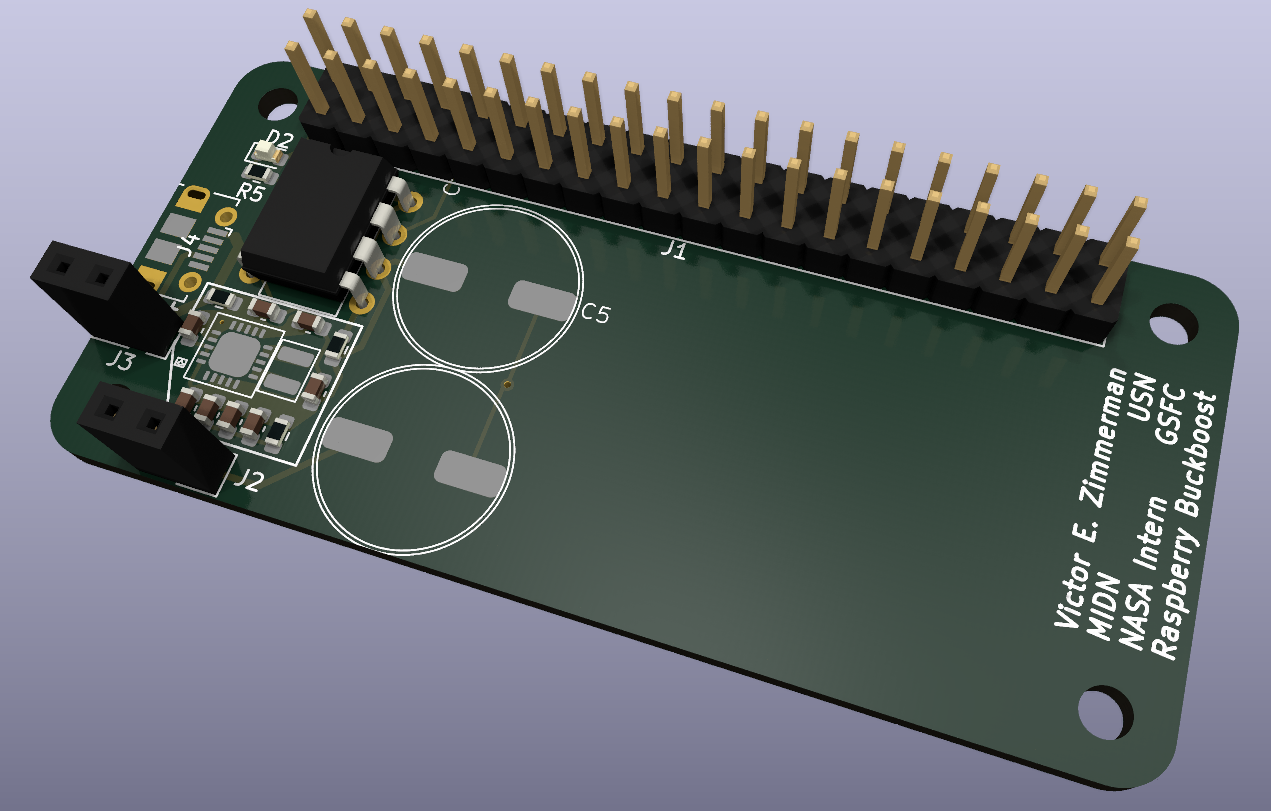 D2
R5
J4
C
J1
C5
J3
J2
Victor E. Zimmerman
MIDN USN
NASA Intern GSFC
Raspberry Buckboost